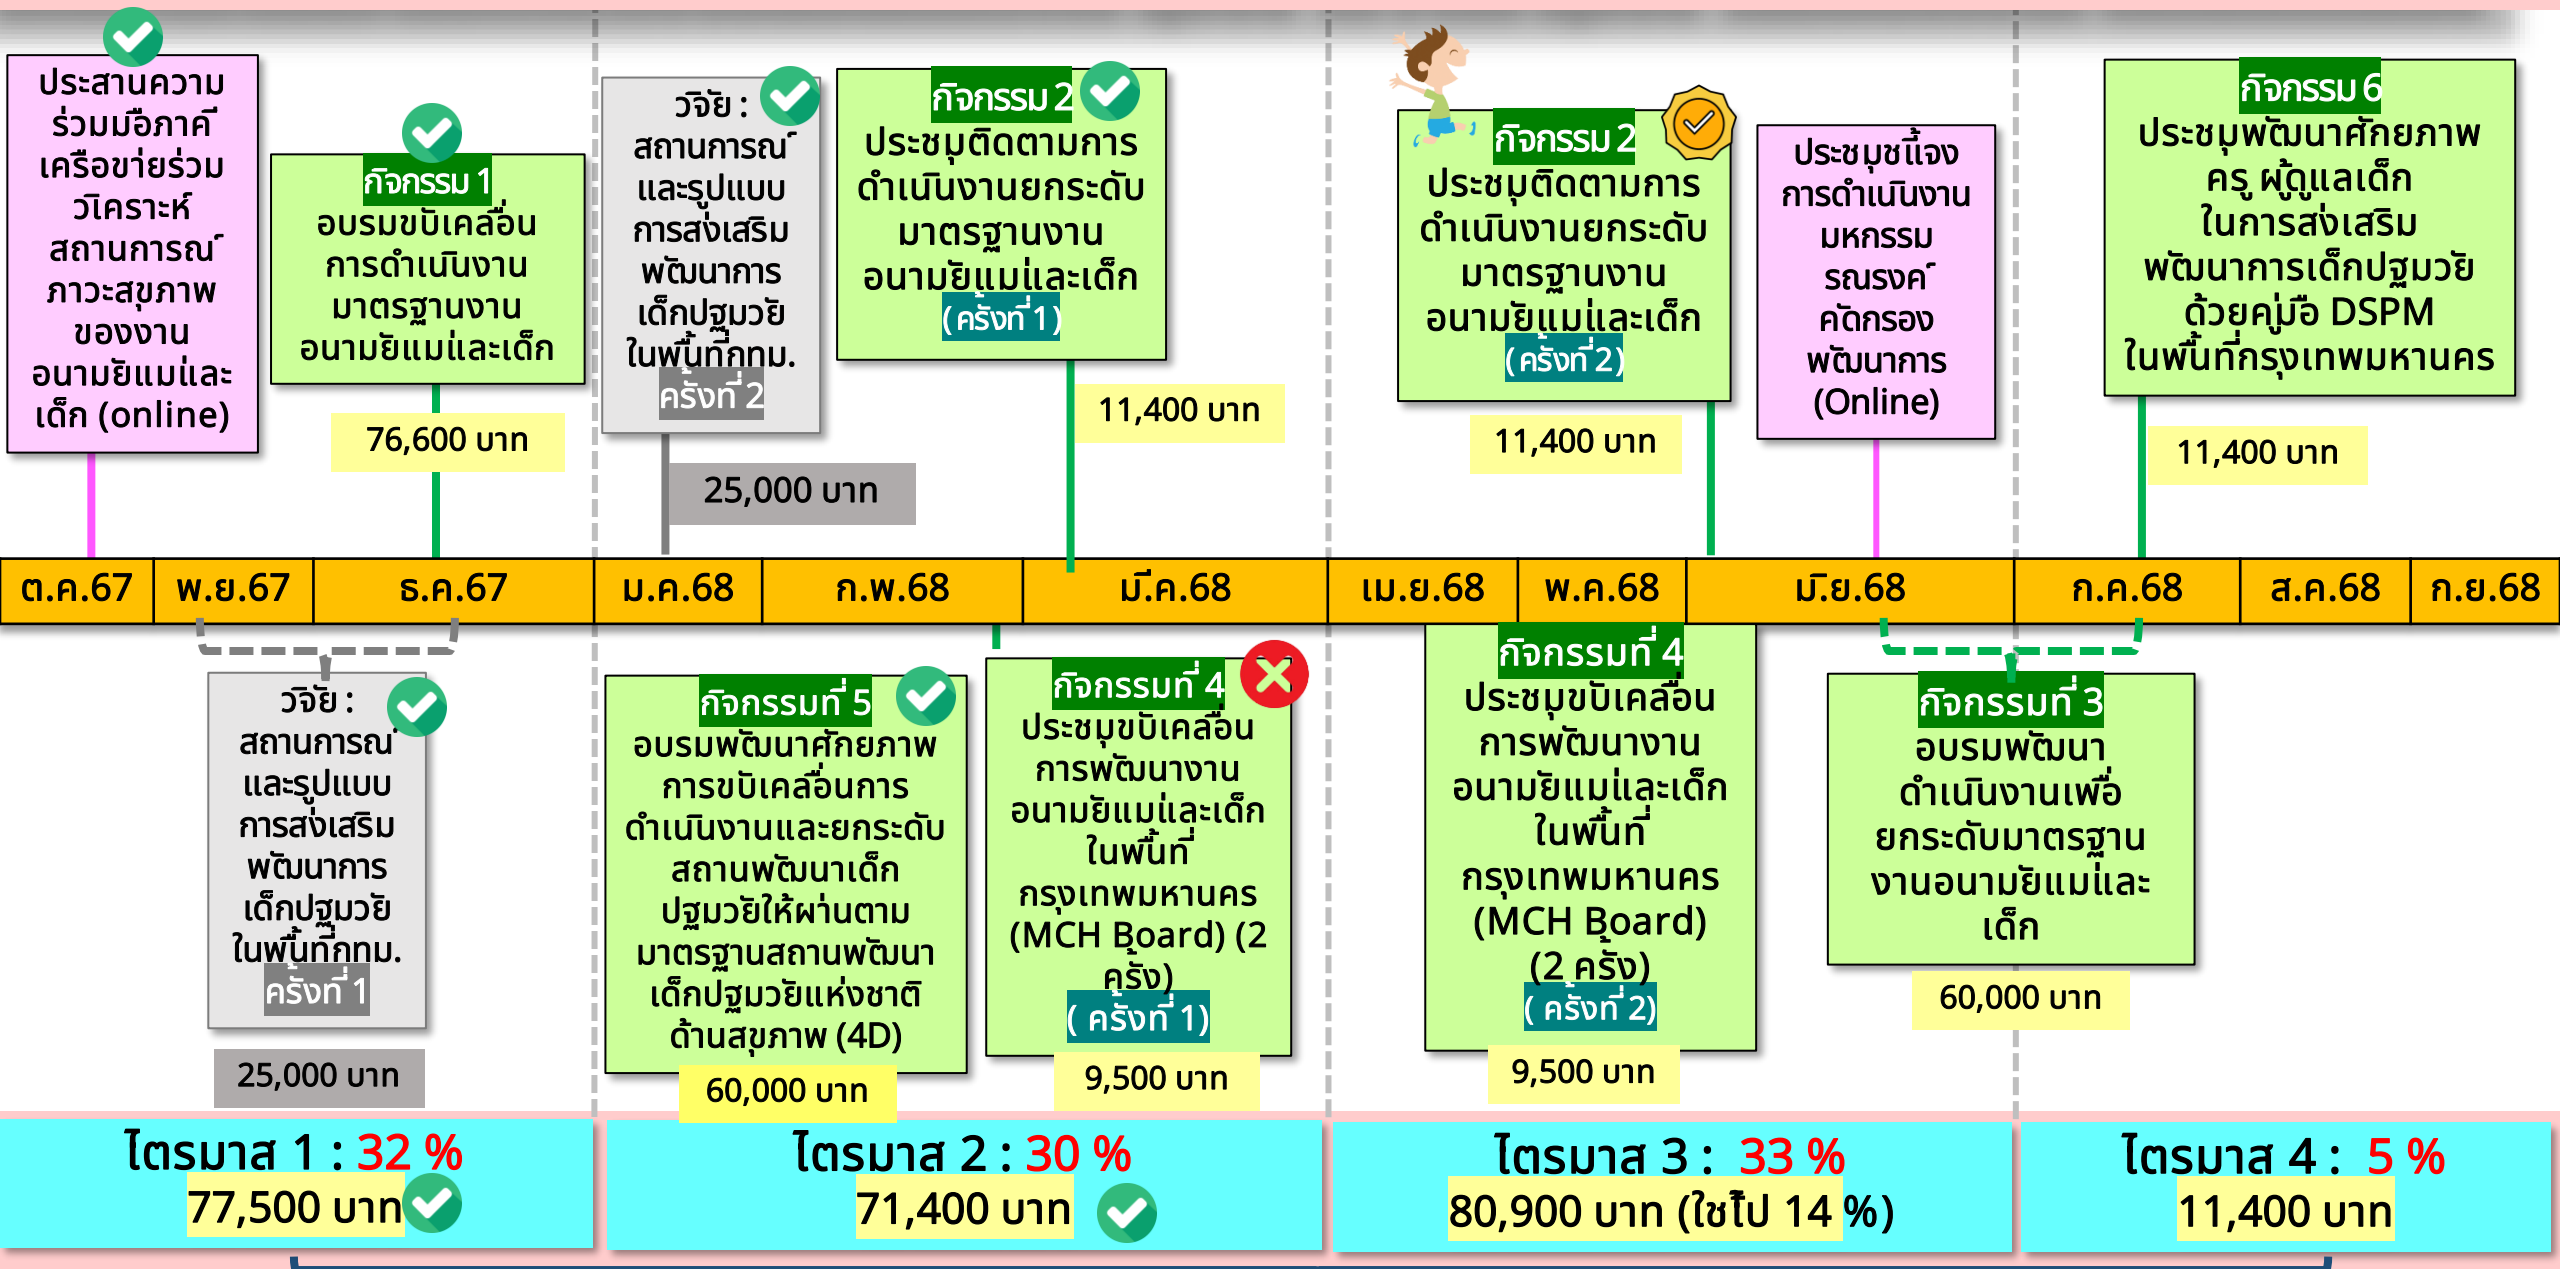 ประสานความ
ร่วมมือภาคี
เครือข่ายร่วม
วิเคราะห์
สถานการณ์
ภาวะสุขภาพ
ของงาน
อนามัยแม่และ
เด็ก (online)
กิจกรรม 1
อบรมขับเคลื่อน
การดำเนินงาน
มาตรฐานงาน
อนามัยแม่และเด็ก
76,600 บาท
วิจัย :
สถานการณ์
และรูปแบบ
การส่งเสริม
พัฒนาการ
เด็กปฐมวัย
ในพื้นที่กทม.
ครั้งที่ 2
25,000 บาท
กิจกรรม 2
ประชุมติดตามการ
ดำเนินงานยกระดับ
มาตรฐานงาน
อนามัยแม่และเด็ก
(ครั้งที่ 1)
11,400 บาท
กิจกรรม 2
ประชุมติดตามการ
ดำเนินงานยกระดับ
มาตรฐานงาน
อนามัยแม่และเด็ก
(ครั้งที่ 2)
11,400 บาท
ประชุมชี้แจง
การดำเนินงาน
มหกรรม
รณรงค์
คัดกรอง
พัฒนาการ
(Online)
กิจกรรม 6
ประชุมพัฒนาศักยภาพ
ครู ผู้ดูแลเด็ก
ในการส่งเสริม
พัฒนาการเด็กปฐมวัย
ด้วยคู่มือ DSPM
ในพื้นที่กรุงเทพมหานคร
11,400 บาท
ต.ค.67 พ.ย.67 ธ.ค.67 ม.ค.68 ก.พ.68 มี.ค.68 เม.ย.68 พ.ค.68 มิ.ย.68 ก.ค.68 ส.ค.68 ก.ย.68
วิจัย :
สถานการณ์
และรูปแบบ
การส่งเสริม
พัฒนาการ
เด็กปฐมวัย
ในพื้นที่กทม.
ครั้งที่ 1
25,000 บาท
กิจกรรมที่ 5
อบรมพัฒนาศักยภาพ
การขับเคลื่อนการ
ดำเนินงานและยกระดับ
สถานพัฒนาเด็ก
ปฐมวัยให้ผ่านตาม
มาตรฐานสถานพัฒนา
เด็กปฐมวัยแห่งชาติ
ด้านสุขภาพ (4D)
60,000 บาท
กิจกรรมที่ 4
ประชุมขับเคลื่อน
การพัฒนางาน
อนามัยแม่และเด็ก
ในพื้นที่
กรุงเทพมหานคร
(MCH Board) (2
ครั้ง)
( ครั้งที่ 1)
9,500 บาท
กิจกรรมที่ 4
ประชุมขับเคลื่อน
การพัฒนางาน
อนามัยแม่และเด็ก
ในพื้นที่
กรุงเทพมหานคร
(MCH Board)
(2 ครั้ง)
( ครั้งที่ 2)
9,500 บาท
กิจกรรมที่ 3
อบรมพัฒนา
ดำเนินงานเพื่อ
ยกระดับมาตรฐาน
งานอนามัยแม่และ
เด็ก
60,000 บาท
ไตรมาส 1 : 32 %
77,500 บาท
ไตรมาส 2 : 30 %
71,400 บาท
ไตรมาส 3 : 33 %
80,900 บาท (ใช้ไป 14 %)
ไตรมาส 4 : 5 %
11,400 บาท